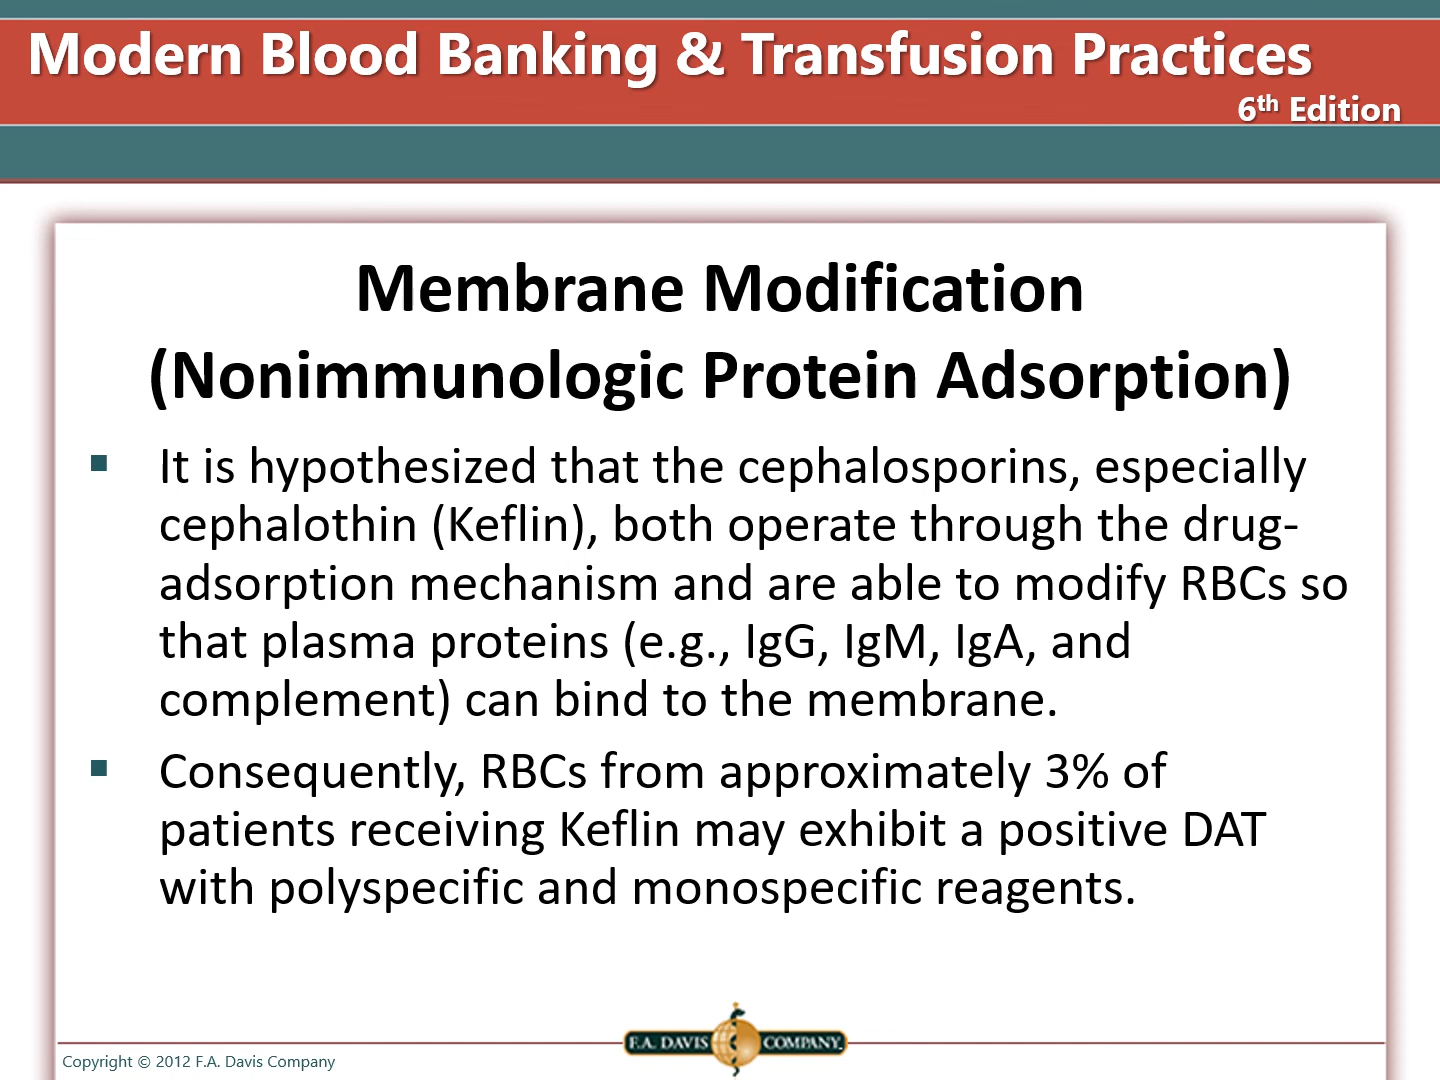 Modern Blood Banking & Transfusion Practices
6th Edition
Membrane Modification
(Nonimmunologic Protein Adsorption)
▪ It is hypothesized that the cephalosporins, especially
cephalothin (Keflin), both operate through the drug-
adsorption mechanism and are able to modify RBCs so
that plasma proteins (e.g., IgG, IgM, IgA, and
complement) can bind to the membrane.
▪ Consequently, RBCs from approximately 3% of
patients receiving Keflin may exhibit a positive DAT
with polyspecific and monospecific reagents.
F.A. DAVIS COMPANY
Copyright © 2012 F.A. Davis Company